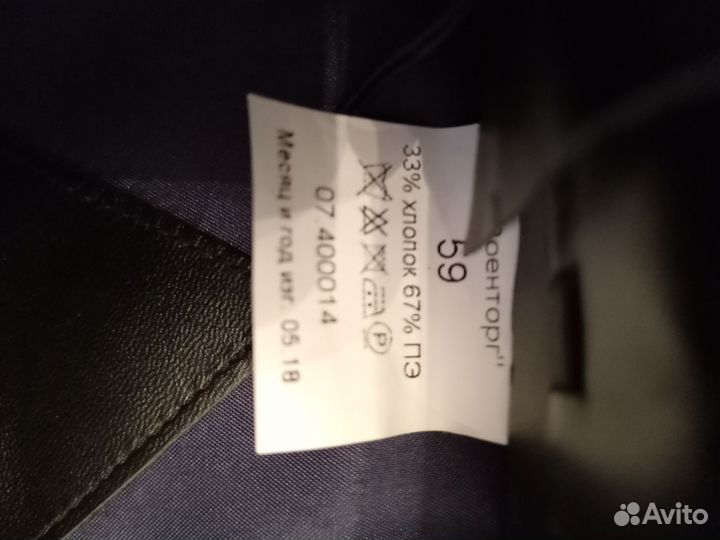 оенторг"
59
33% хлопок 67% ПЭ
P
07.400014
Месяц и год изг. 05 18
Avito